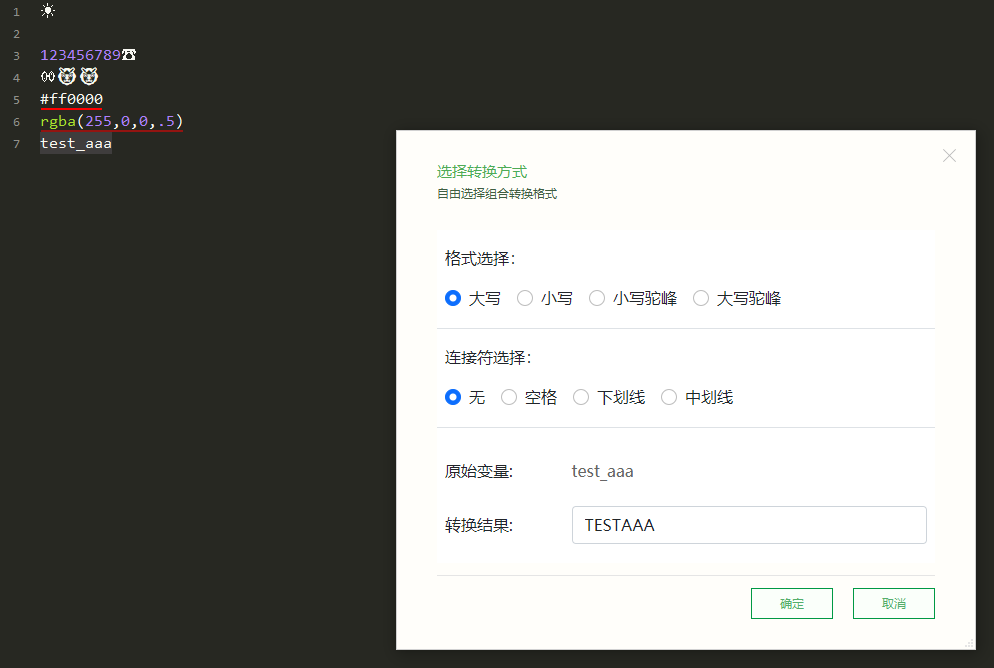 1 ☀
2
3 123456789☎
4 👀🐯🐯
5 #ff0000
6 rgba(255,0,0,.5)
7 test_aaa
选择转换方式
自由选择组合转换格式
格式选择：
大写 小写 小写驼峰 大写驼峰
连接符选择：
无 空格 下划线 中划线
原始变量: test_aaa
转换结果: TESTAAA
确定 取消